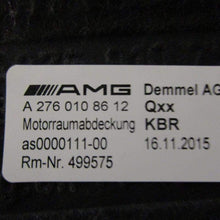 AMG Demmel AG
A 276 010 86 12 Qxx
Motorraumabdeckung KBR
as0000111-00 16.11.2015
Rm-Nr. 499575